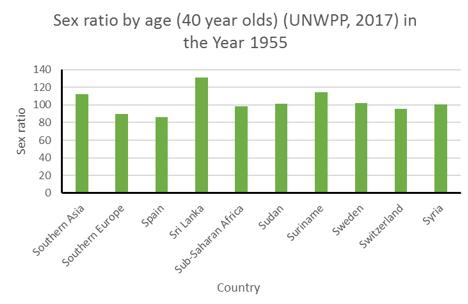 Sex ratio by age (40 year olds) (UNWPP, 2017) in
the Year 1955
140
120
100
80
60
40
20
0
Sex ratio
Southern Asia
Southern Europe
Spain
Sri Lanka
Sub-Saharan Africa
Sudan
Suriname
Sweden
Switzerland
Syria
Country